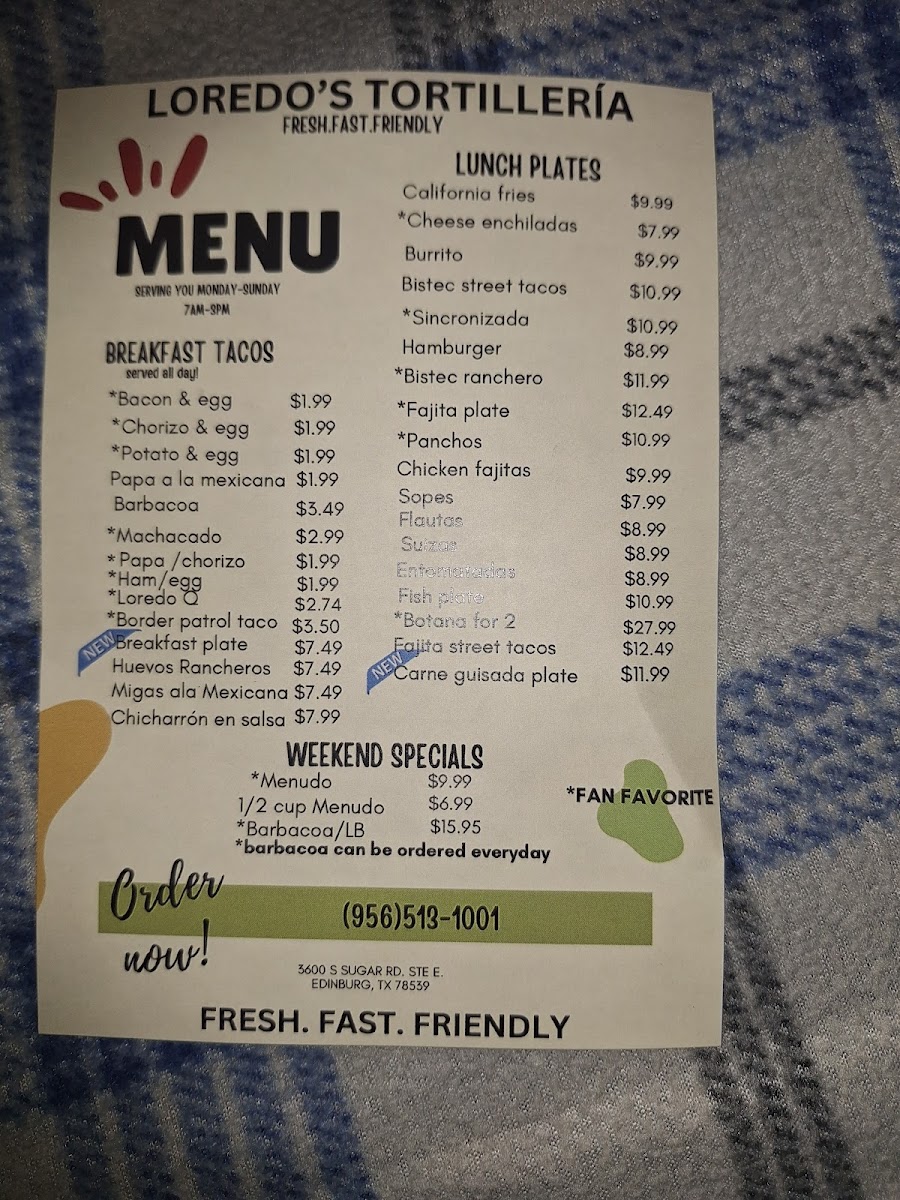 LOREDO'S TORTILLERÍA
FRESH.FAST.FRIENDLY
MENU
SERVING YOU MONDAY-SUNDAY
7AM-3PM
BREAKFAST TACOS
served all day!
*Bacon & egg $1.99
*Chorizo & egg $1.99
*Potato & egg $1.99
Papa a la mexicana $1.99
Barbacoa $3.49
*Machacado $2.99
*Papa /chorizo $1.99
*Ham/egg $1.99
*Loredo Q $2.74
*Border patrol taco $3.50
NEW Breakfast plate $7.49
Huevos Rancheros $7.49
Migas ala Mexicana $7.49
Chicharrón en salsa $7.99
LUNCH PLATES
California fries $9.99
*Cheese enchiladas $7.99
Burrito $9.99
Bistec street tacos $10.99
*Sincronizada $10.99
Hamburger $8.99
*Bistec ranchero $11.99
*Fajita plate $12.49
*Panchos $10.99
Chicken fajitas $9.99
Sopes $7.99
Flautas $8.99
Suizas $8.99
Entomatadas $8.99
Fish plate $10.99
*Botana for 2 $27.99
Fajita street tacos $12.49
NEW Carne guisada plate $11.99
WEEKEND SPECIALS
*Menudo $9.99
1/2 cup Menudo $6.99
*Barbacoa/LB $15.95
*barbacoa can be ordered everyday
*FAN FAVORITE
Order
now!
(956)513-1001
3600 S SUGAR RD. STE E.
EDINBURG, TX 78539
FRESH. FAST. FRIENDLY